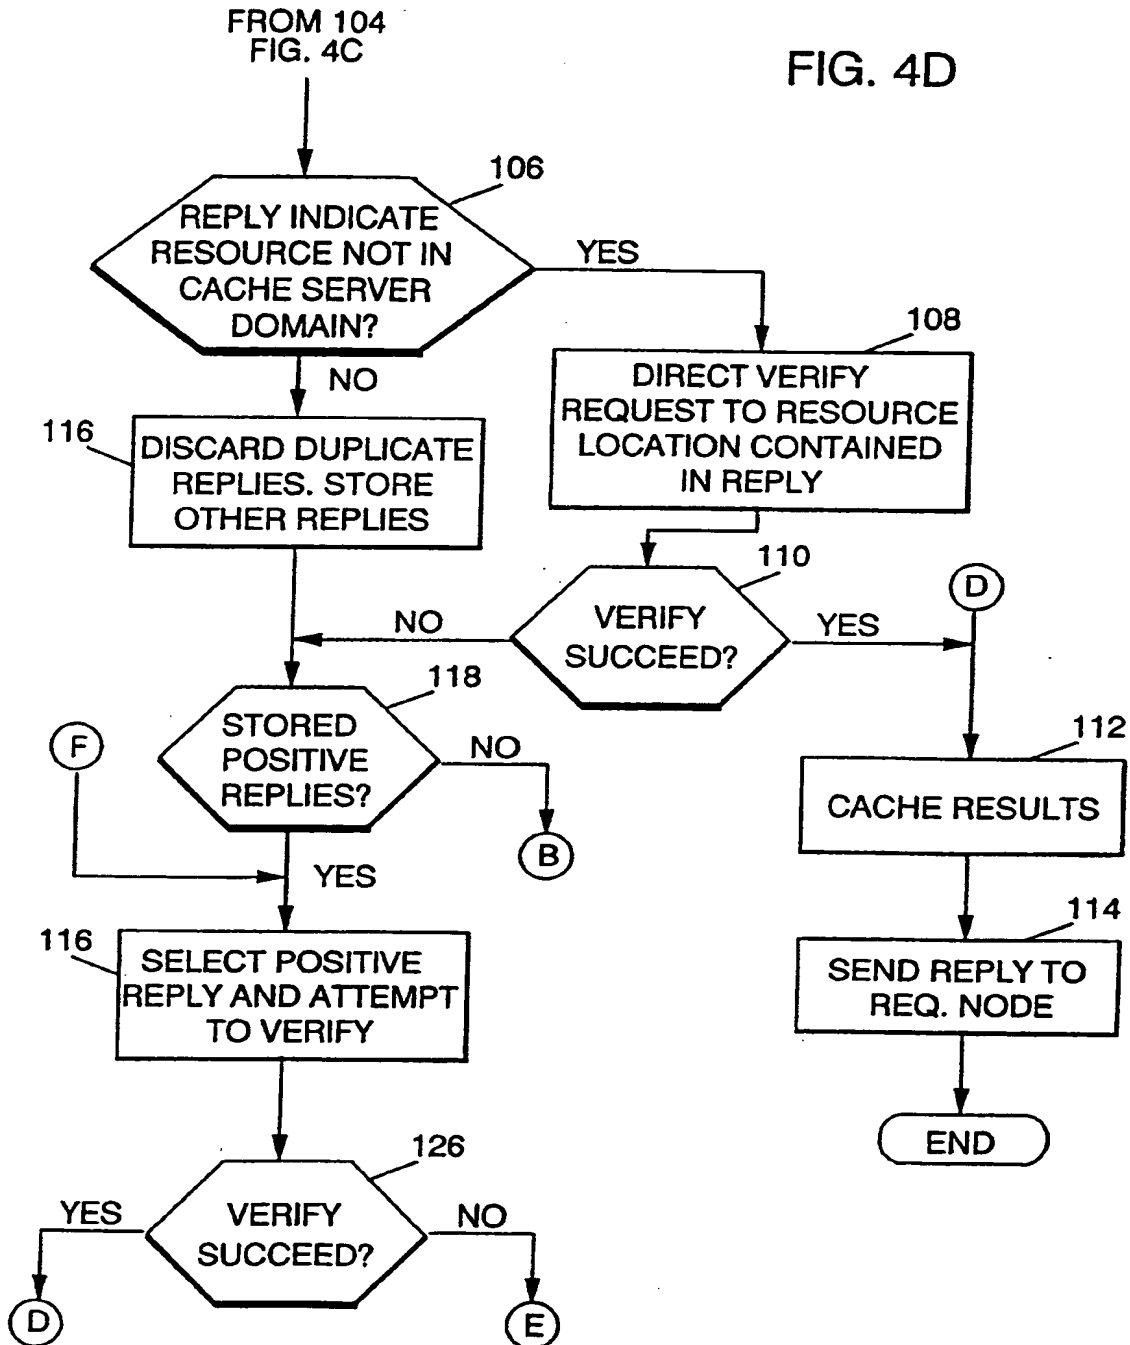 FROM 104
FIG. 4C
FIG. 4D
106
REPLY INDICATE
RESOURCE NOT IN
CACHE SERVER
DOMAIN?
YES
NO
108
DIRECT VERIFY
REQUEST TO RESOURCE
LOCATION CONTAINED
IN REPLY
116
DISCARD DUPLICATE
REPLIES. STORE
OTHER REPLIES
110
VERIFY
SUCCEED?
NO
YES
D
118
STORED
POSITIVE
REPLIES?
F
NO
B
YES
112
CACHE RESULTS
114
SEND REPLY TO
REQ. NODE
END
116
SELECT POSITIVE
REPLY AND ATTEMPT
TO VERIFY
126
VERIFY
SUCCEED?
YES
NO
D
E